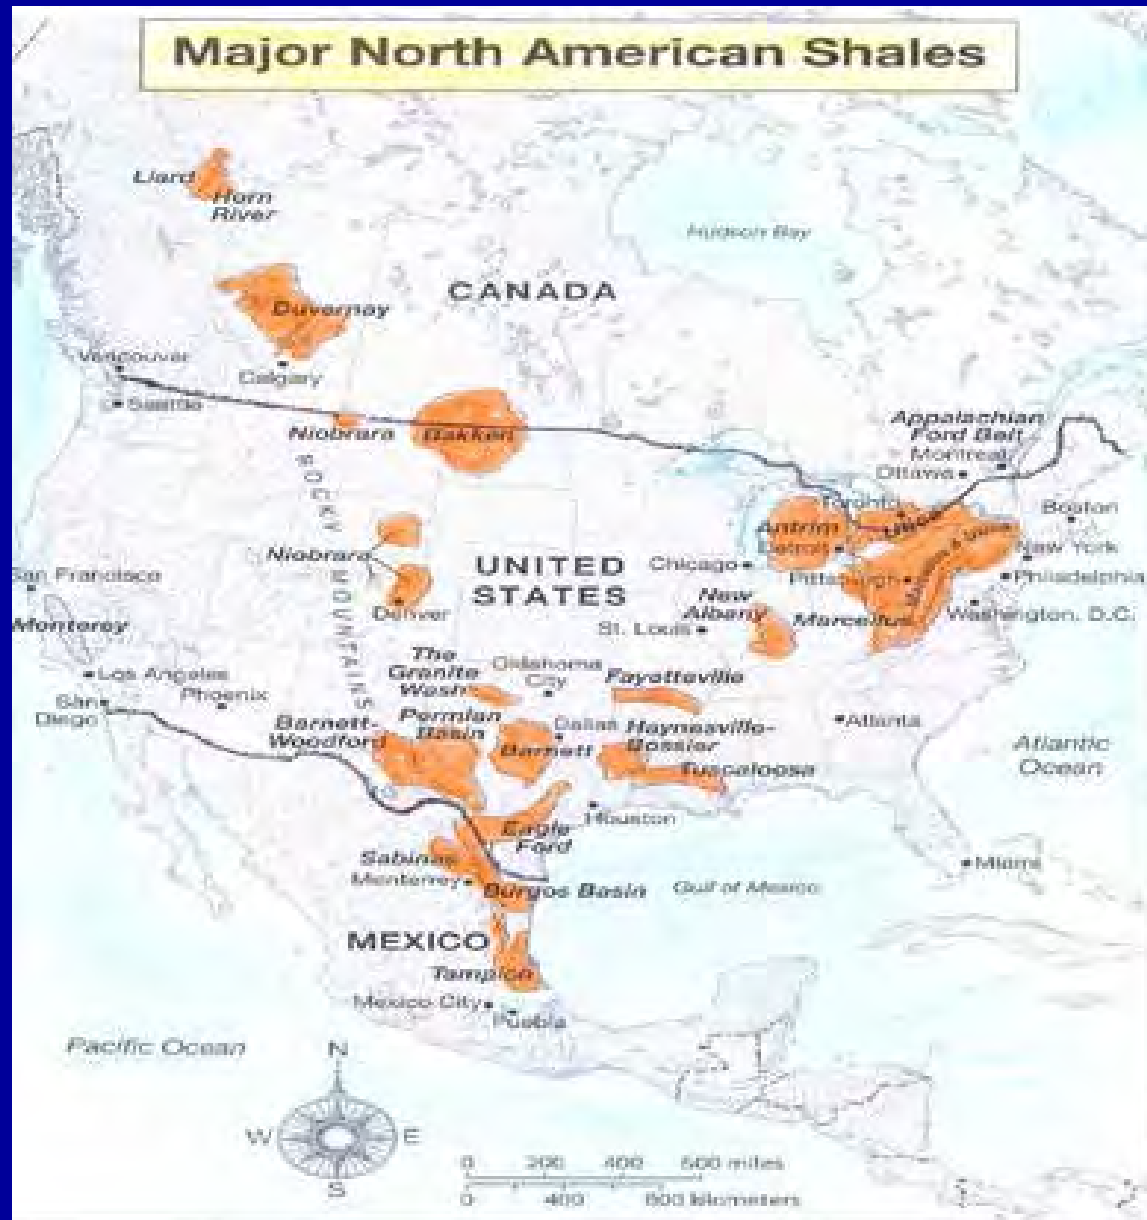 Major North American Shales
Liard
Horn
River
Hudson Bay
CANADA
Duvernay
Vancouver
Calgary
Seattle
Niobrara
Bakken
Appalachian
Ford Belt
Montreal
Ottawa
Toronto
Utica
Boston
Antrim
Detroit
ROCKY MOUNTAINS
Niobrara
UNITED
STATES
Chicago
New York
San Francisco
Pittsburgh
Philadelphia
Denver
New
Albany
Marcellus
Washington, D.C.
Monterey
St. Louis
Los Angeles
The
Granite
Wash
Oklahoma
City
Fayetteville
San
Diego
Phoenix
Barnett-
Woodford
Permian
Basin
Dallas
Barnett
Haynesville-
Bossier
Atlanta
Tuscaloosa
Atlantic
Ocean
Houston
Eagle
Ford
Sabinas
Monterrey
Burgos Basin
Gulf of Mexico
Miami
MEXICO
Tampico
Mexico City
Puebla
Pacific Ocean
N
W
E
S
0 200 400 600 miles
0 400 800 kilometers